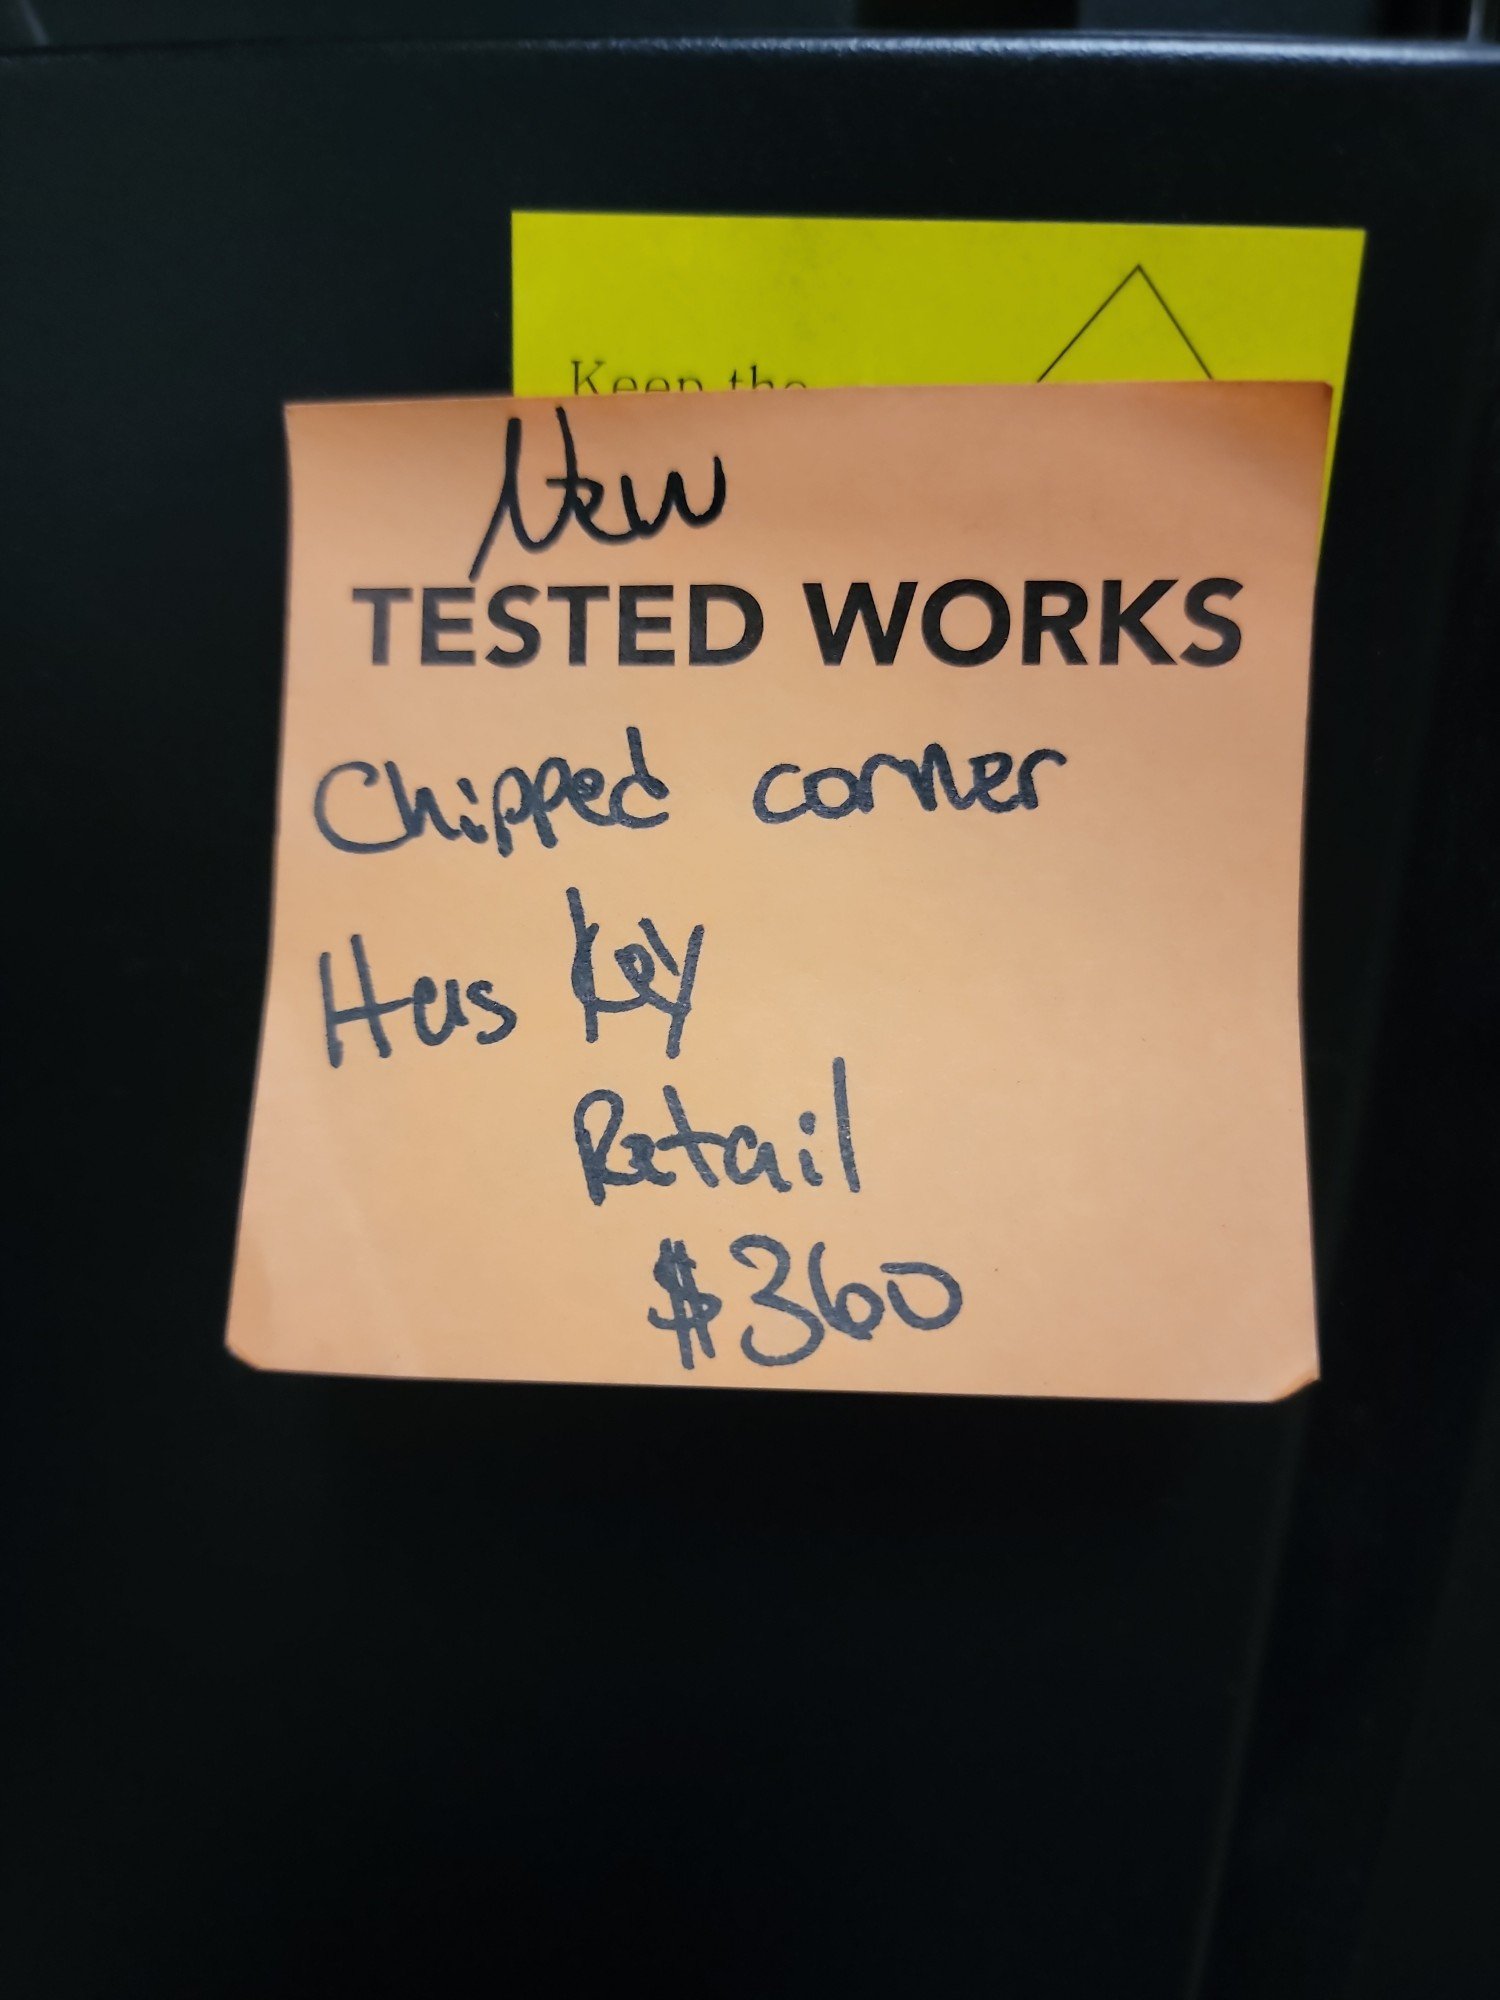 Keep the
New
TESTED WORKS
Chipped corner
Has key
Retail
$360